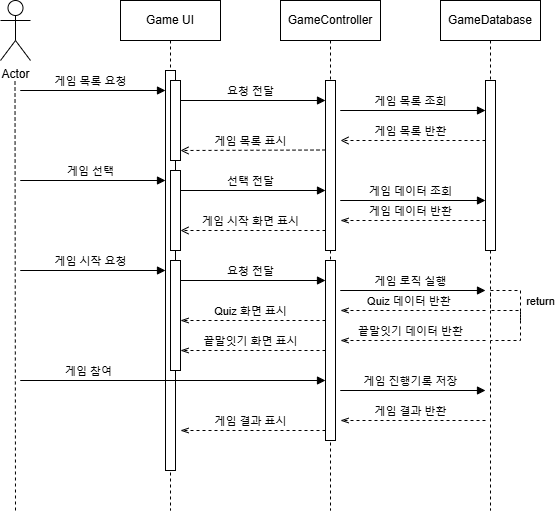 Game UI
GameController
GameDatabase
Actor
게임 목록 요청
요청 전달
게임 목록 조회
게임 목록 반환
게임 목록 표시
게임 선택
선택 전달
게임 데이터 조회
게임 데이터 반환
게임 시작 화면 표시
게임 시작 요청
요청 전달
게임 로직 실행
Quiz 데이터 반환
return
Quiz 화면 표시
끝말잇기 데이터 반환
끝말잇기 화면 표시
게임 참여
게임 진행기록 저장
게임 결과 반환
게임 결과 표시